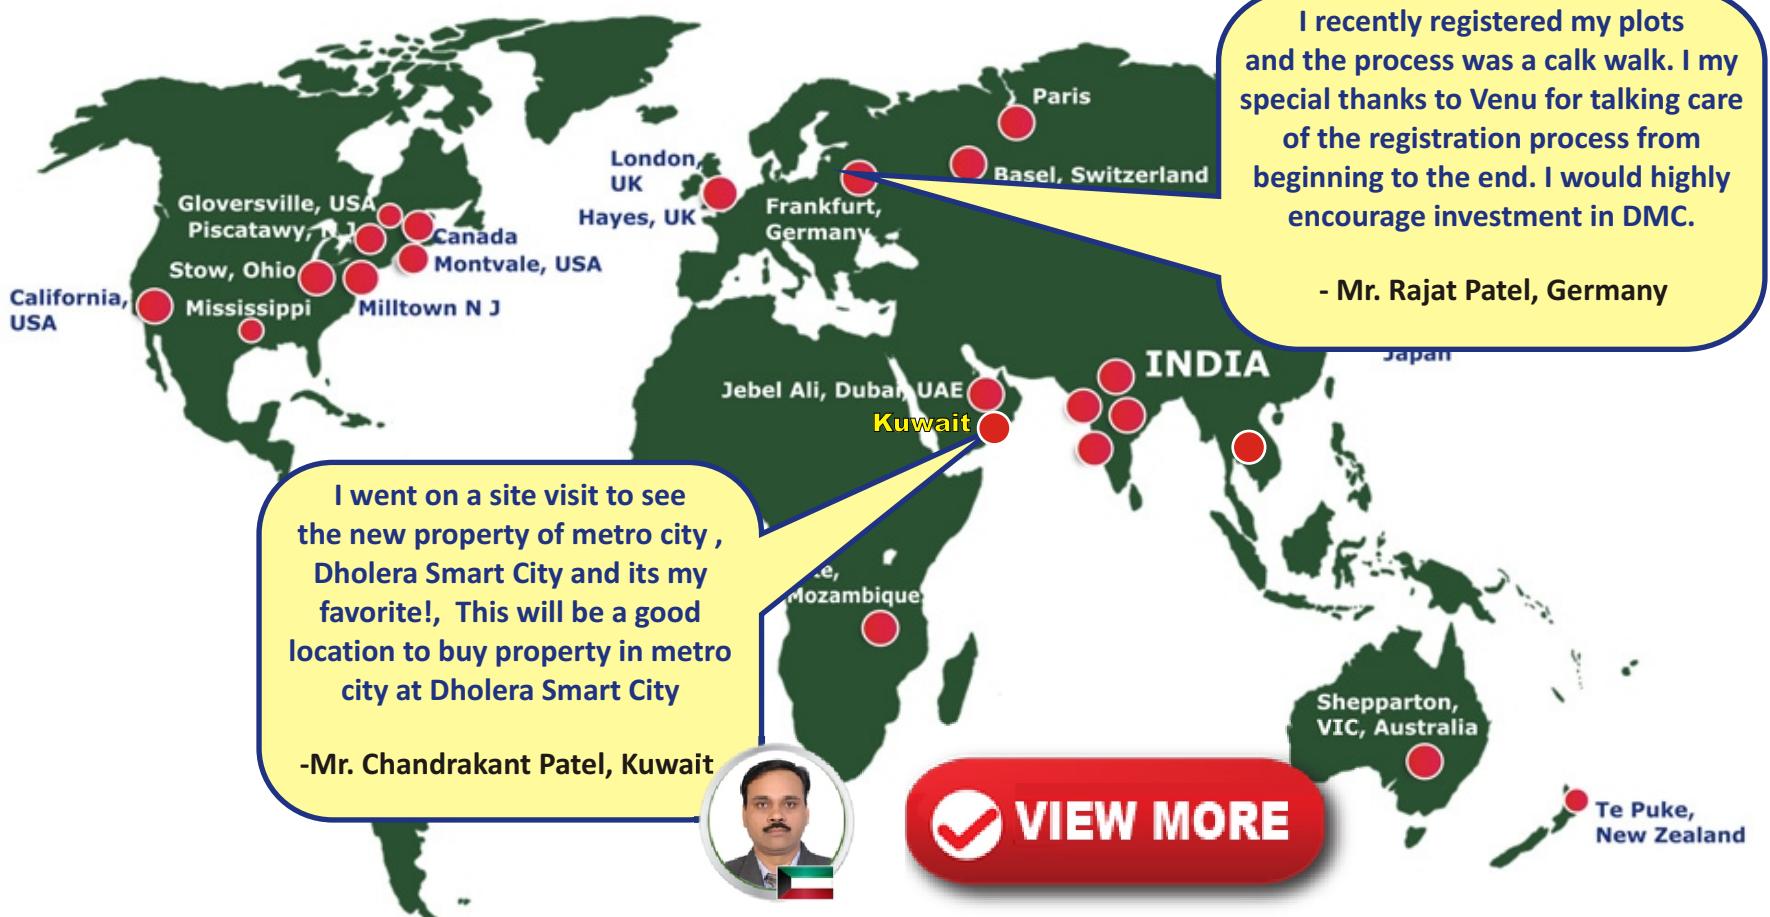 I recently registered my plots
and the process was a calk walk. I my
special thanks to Venu for talking care
of the registration process from
beginning to the end. I would highly
encourage investment in DMC.
- Mr. Rajat Patel, Germany
Paris
Basel, Switzerland
London,
UK
Hayes, UK
Frankfurt,
Germany
Gloversville, USA
Piscatawy, N J
Canada
Montvale, USA
Stow, Ohio
Mississippi
Milltown N J
California,
USA
Japan
INDIA
Jebel Ali, Dubai, UAE
Kuwait
I went on a site visit to see
the new property of metro city ,
Dholera Smart City and its my
favorite!, This will be a good
location to buy property in metro
city at Dholera Smart City
-Mr. Chandrakant Patel, Kuwait
Mozambique
Shepparton,
VIC, Australia
Te Puke,
New Zealand
VIEW MORE